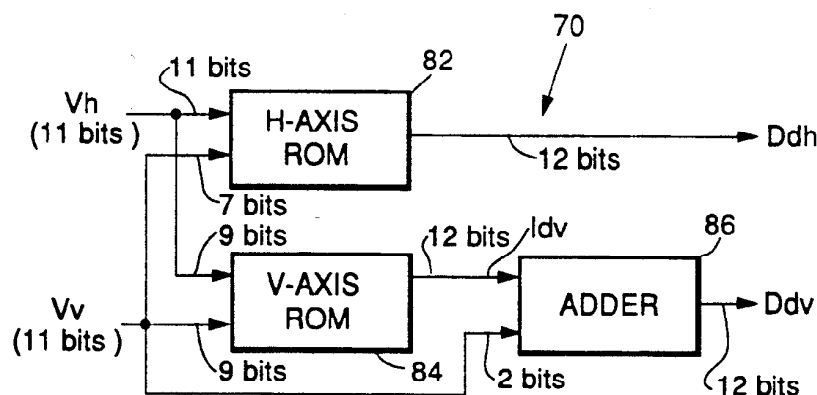 70
82
11 bits
Vh
(11 bits )
H-AXIS
ROM
12 bits
Ddh
7 bits
9 bits
12 bits
Idv
86
V-AXIS
ROM
ADDER
Ddv
Vv
(11 bits )
9 bits
84
2 bits
12 bits